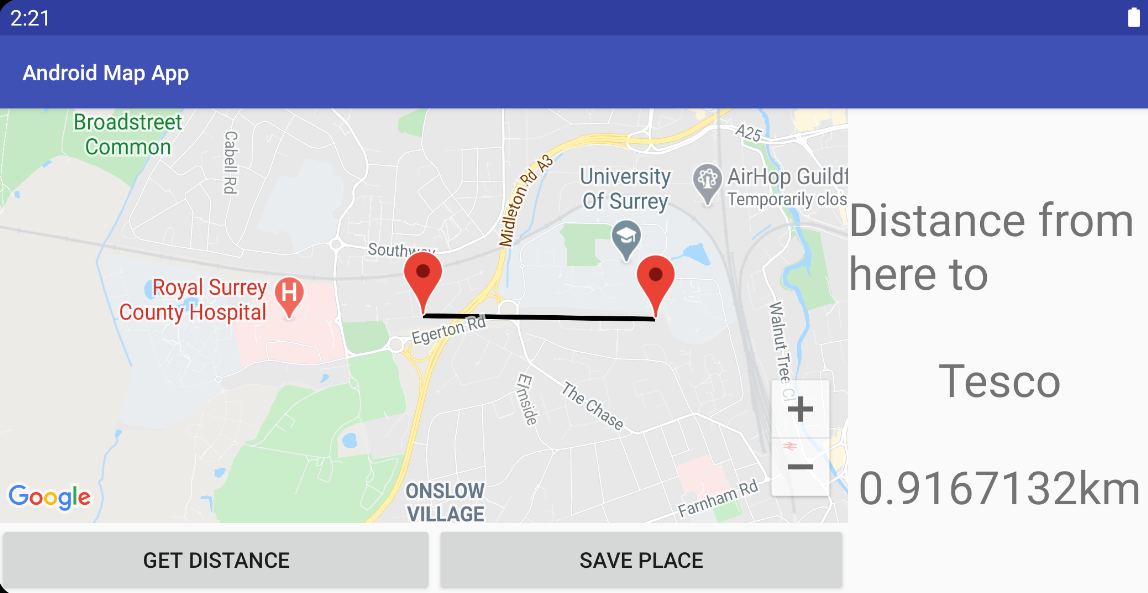 2:21
Android Map App
Broadstreet
Common
Cabell Rd
Midleton Rd A3
A25
University
Of Surrey
AirHop Guildf
Temporarily clos
Southway
Royal Surrey
County Hospital
H
Egerton Rd
Elmside
The Chase
Walnut Tree Cl
Farnham Rd
ONSLOW
VILLAGE
Google
+
−
Distance from
here to
Tesco
0.9167132km
GET DISTANCE
SAVE PLACE